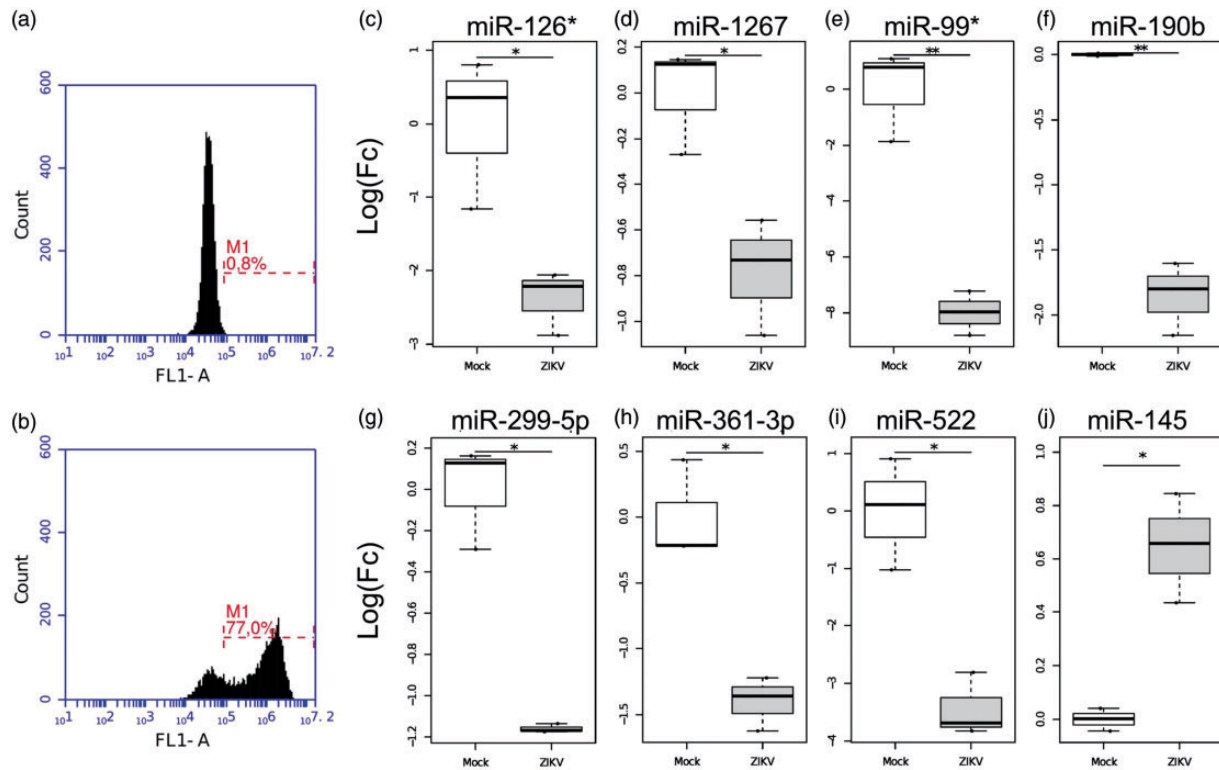 (a)
600
400
200
0
Count
M1
0,8%
10 1
10 2
10 3
10 4
10 5
10 6
10 7. 2
FL1- A
(b)
600
400
200
0
Count
M1
77,0%
10 1
10 2
10 3
10 4
10 5
10 6
10 7. 2
FL1- A
Log(Fc)
(c)
miR-126*
*
1
0
-1
-2
-3
Mock ZIKV
(d)
miR-1267
*
0.2
0.0
-0.2
-0.4
-0.6
-0.8
-1.0
Mock ZIKV
(e)
miR-99*
**
0
-2
-4
-6
-8
Mock ZIKV
(f)
miR-190b
**
0.0
-0.5
-1.0
-1.5
-2.0
Mock ZIKV
Log(Fc)
(g)
miR-299-5p
*
0.2
0.0
-0.2
-0.4
-0.6
-0.8
-1.0
-1.2
Mock ZIKV
(h)
miR-361-3p
*
0.5
0.0
-0.5
-1.0
-1.5
Mock ZIKV
(i)
miR-522
*
1
0
-1
-2
-3
-4
Mock ZIKV
(j)
miR-145
*
1.0
0.8
0.6
0.4
0.2
0.0
Mock ZIKV